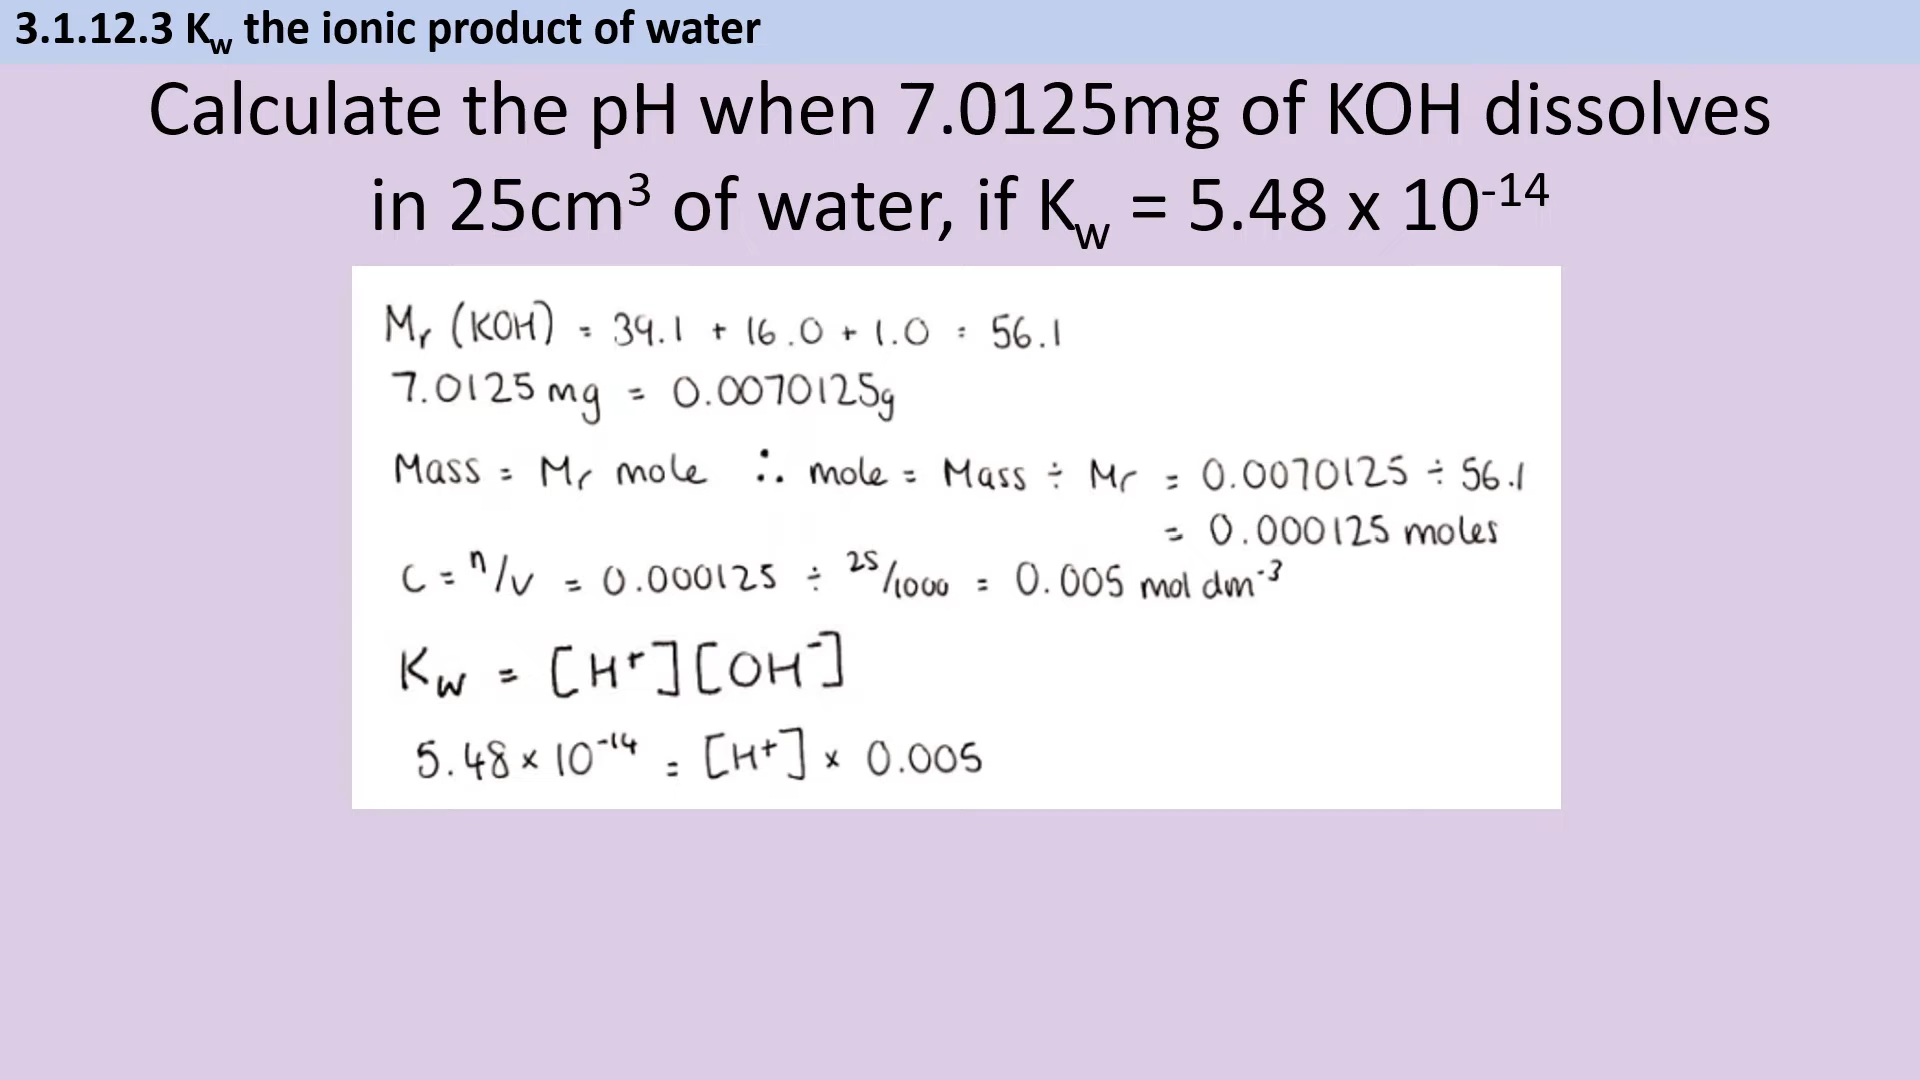 3.1.12.3 Kw the ionic product of water
Calculate the pH when 7.0125mg of KOH dissolves
in 25cm³ of water, if Kw = 5.48 x 10⁻¹⁴
Mr (KOH) = 39.1 + 16.0 + 1.0 = 56.1
7.0125 mg = 0.0070125g
Mass = Mr mole ∴ mole = Mass ÷ Mr = 0.0070125 ÷ 56.1
= 0.000125 moles
C = n/v = 0.000125 ÷ 25/1000 = 0.005 mol dm⁻³
Kw = [H⁺][OH⁻]
5.48 × 10⁻¹⁴ = [H⁺] × 0.005